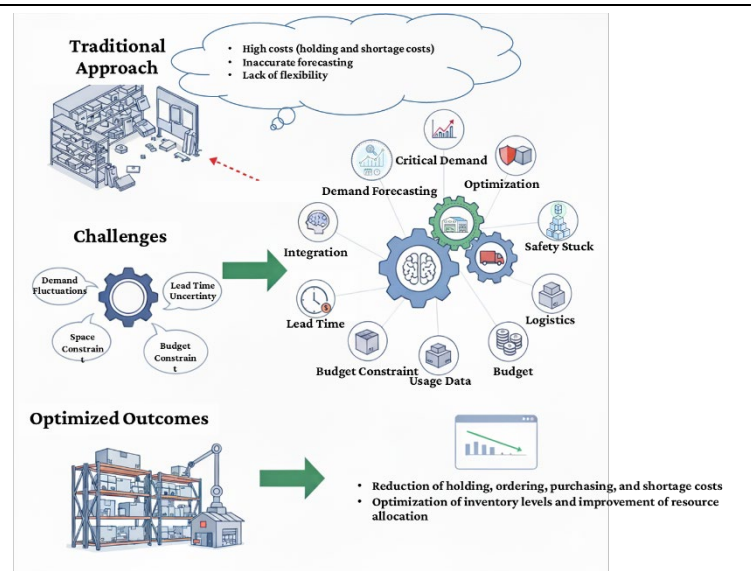 Traditional
Approach
• High costs (holding and shortage costs)
• Inaccurate forecasting
• Lack of flexibility
Critical Demand
Optimization
Demand Forecasting
Safety Stuck
Integration
Lead Time
Logistics
Budget Constraint
Usage Data
Budget
Challenges
Demand
Fluctuations
Lead Time
Uncertinty
Space
Constrain
t
Budget
Constrain
t
Optimized Outcomes
• Reduction of holding, ordering, purchasing, and shortage costs
• Optimization of inventory levels and improvement of resource
allocation